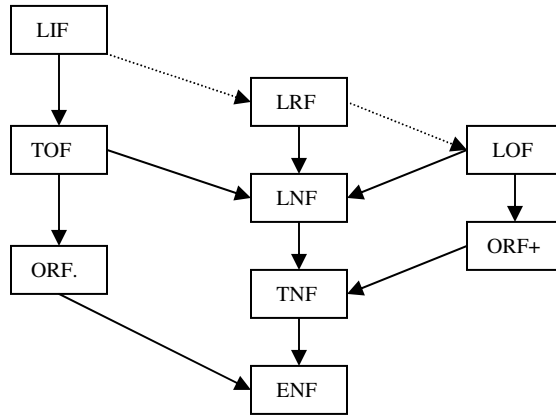 LIF
LRF
TOF
LOF
LNF
ORF.
ORF+
TNF
ENF